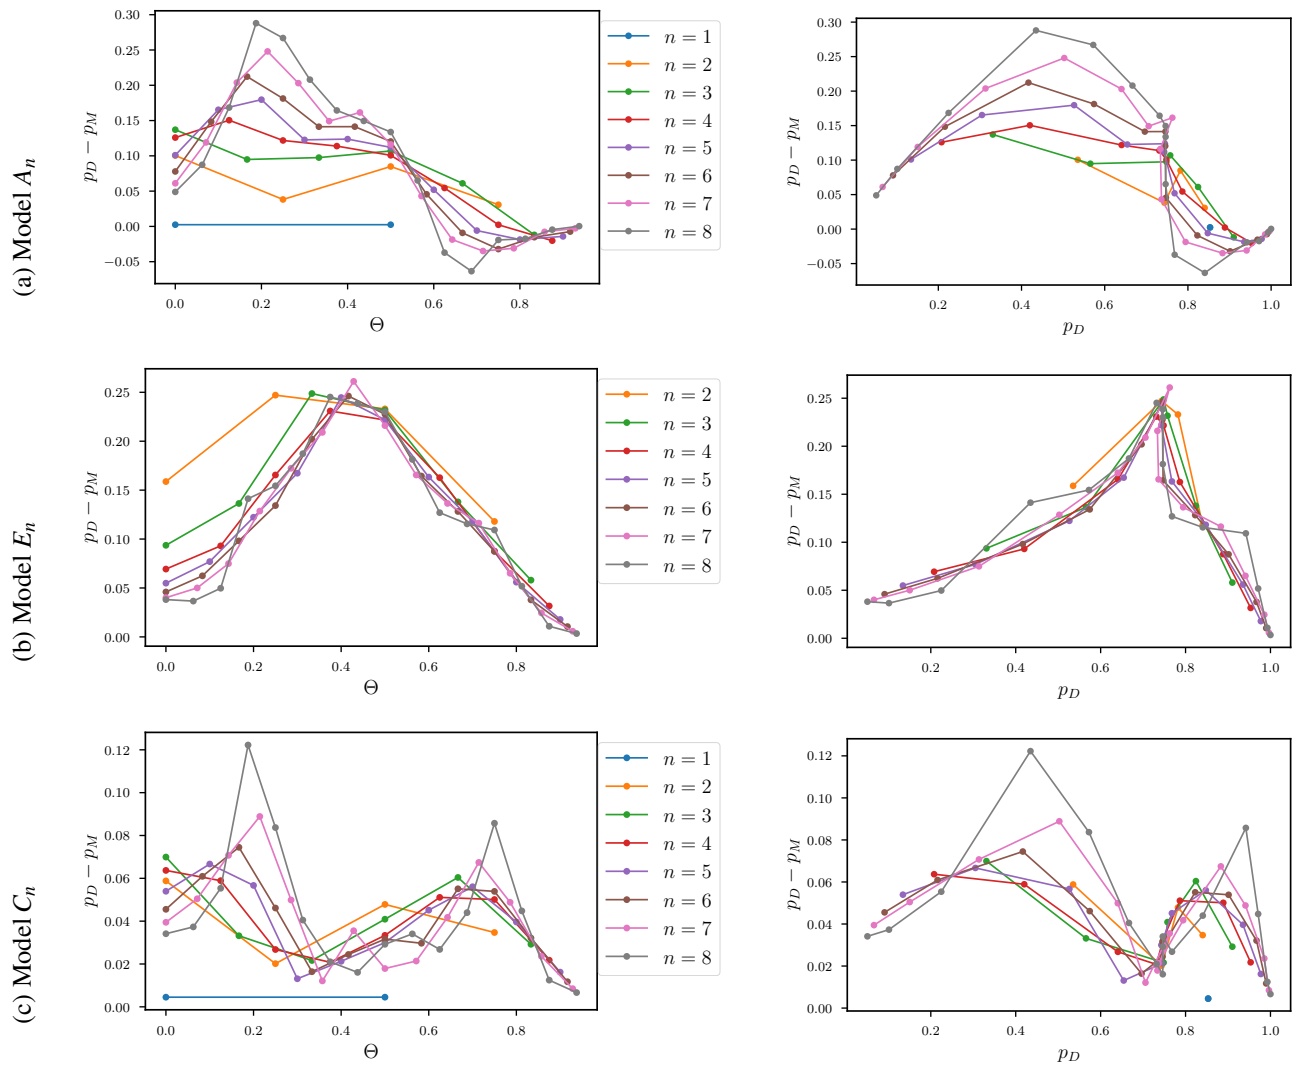 (a) Model Aₙ
p_D − p_M
0.30
0.25
0.20
0.15
0.10
0.05
0.00
−0.05
0.0 0.2 0.4 0.6 0.8
Θ
n = 1
n = 2
n = 3
n = 4
n = 5
n = 6
n = 7
n = 8
p_D − p_M
0.30
0.25
0.20
0.15
0.10
0.05
0.00
−0.05
0.2 0.4 0.6 0.8 1.0
p_D
(b) Model Eₙ
p_D − p_M
0.25
0.20
0.15
0.10
0.05
0.00
0.0 0.2 0.4 0.6 0.8
Θ
n = 2
n = 3
n = 4
n = 5
n = 6
n = 7
n = 8
p_D − p_M
0.25
0.20
0.15
0.10
0.05
0.00
0.2 0.4 0.6 0.8 1.0
p_D
(c) Model Cₙ
p_D − p_M
0.12
0.10
0.08
0.06
0.04
0.02
0.00
0.0 0.2 0.4 0.6 0.8
Θ
n = 1
n = 2
n = 3
n = 4
n = 5
n = 6
n = 7
n = 8
p_D − p_M
0.12
0.10
0.08
0.06
0.04
0.02
0.00
0.2 0.4 0.6 0.8 1.0
p_D